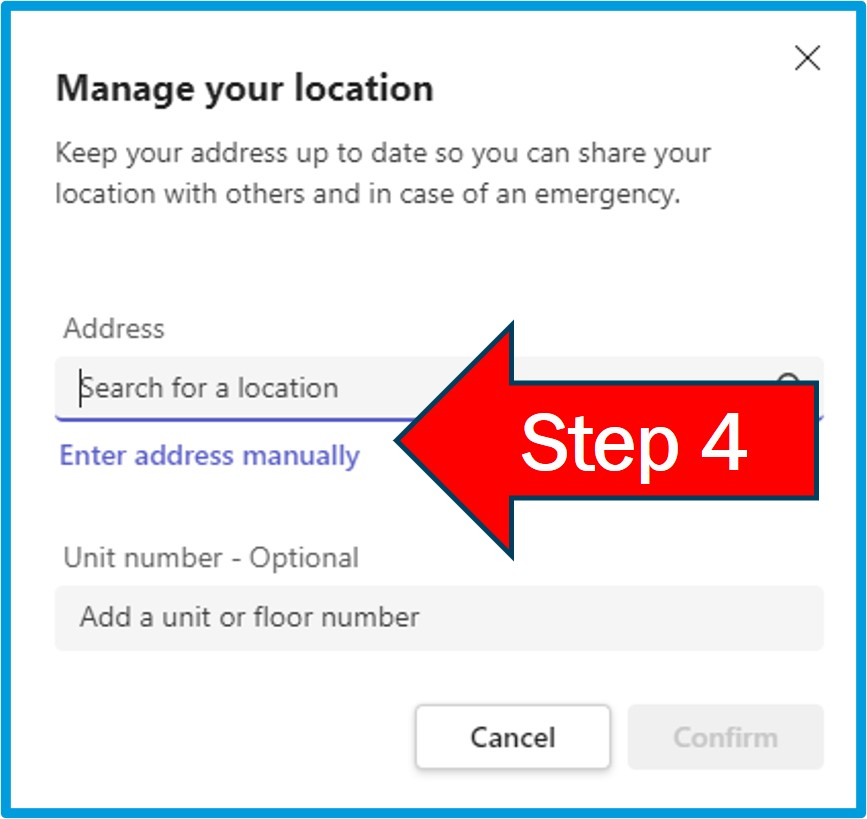 Manage your location
Keep your address up to date so you can share your
location with others and in case of an emergency.
Address
Search for a location
Step 4
Enter address manually
Unit number - Optional
Add a unit or floor number
Cancel
Confirm